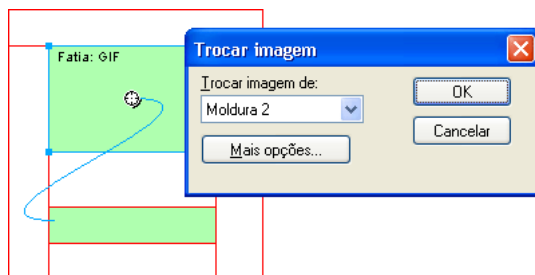 Fatia: GIF
Trocar imagem
Trocar imagem de:
Moldura 2
Mais opções...
OK
Cancelar